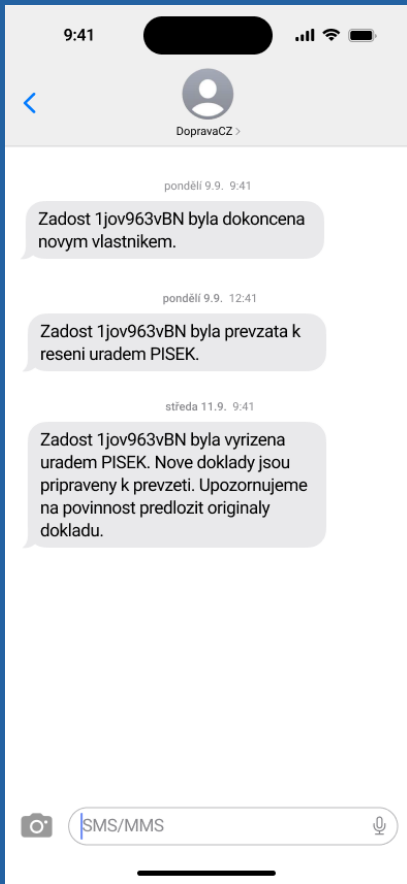 9:41
DopravaCZ >
pondělí 9.9. 9:41
Zadost 1jov963vBN byla dokoncena
novym vlastnikem.
pondělí 9.9. 12:41
Zadost 1jov963vBN byla prevzata k
reseni uradem PISEK.
středa 11.9. 9:41
Zadost 1jov963vBN byla vyrizena
uradem PISEK. Nove doklady jsou
pripraveny k prevzeti. Upozornujeme
na povinnost predlozit originaly
dokladu.
SMS/MMS